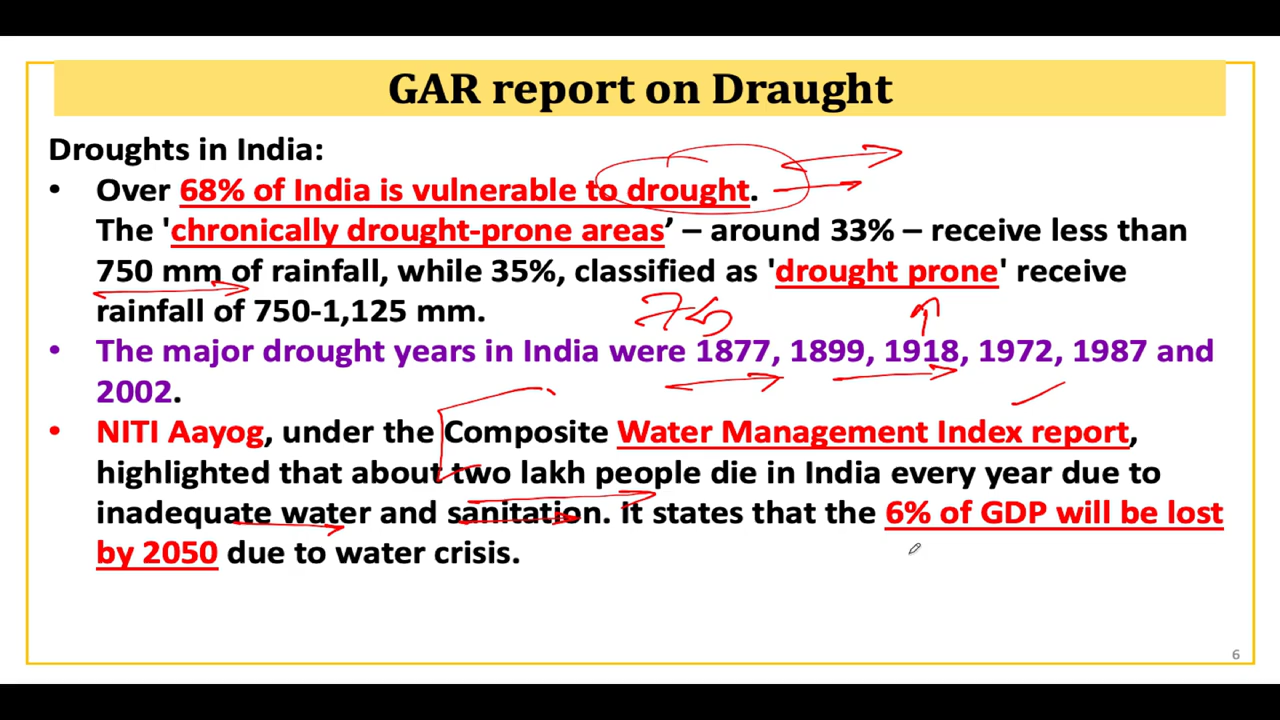 GAR report on Draught
Droughts in India:
• Over 68% of India is vulnerable to drought.
The 'chronically drought-prone areas’ – around 33% – receive less than
750 mm of rainfall, while 35%, classified as 'drought prone' receive
rainfall of 750-1,125 mm.
75
• The major drought years in India were 1877, 1899, 1918, 1972, 1987 and
2002.
• NITI Aayog, under the Composite Water Management Index report,
highlighted that about two lakh people die in India every year due to
inadequate water and sanitation. It states that the 6% of GDP will be lost
by 2050 due to water crisis.
6